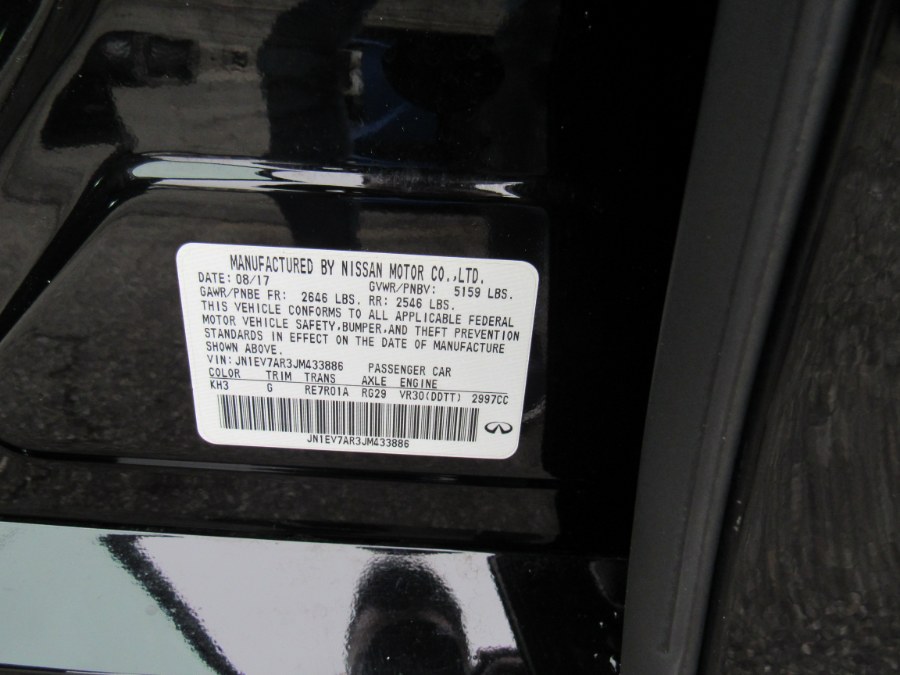 MANUFACTURED BY NISSAN MOTOR CO.,LTD.
DATE: 08/17 GVWR/PNBV: 5159 LBS.
GAWR/PNBE FR: 2646 LBS. RR: 2546 LBS.
THIS VEHICLE CONFORMS TO ALL APPLICABLE FEDERAL
MOTOR VEHICLE SAFETY,BUMPER,AND THEFT PREVENTION
STANDARDS IN EFFECT ON THE DATE OF MANUFACTURE
SHOWN ABOVE.
VIN: JN1EV7AR3JM433886 PASSENGER CAR
COLOR TRIM TRANS AXLE ENGINE
KH3 G RE7R01A RG29 VR30(DDTT) 2997CC
JN1EV7AR3JM433886